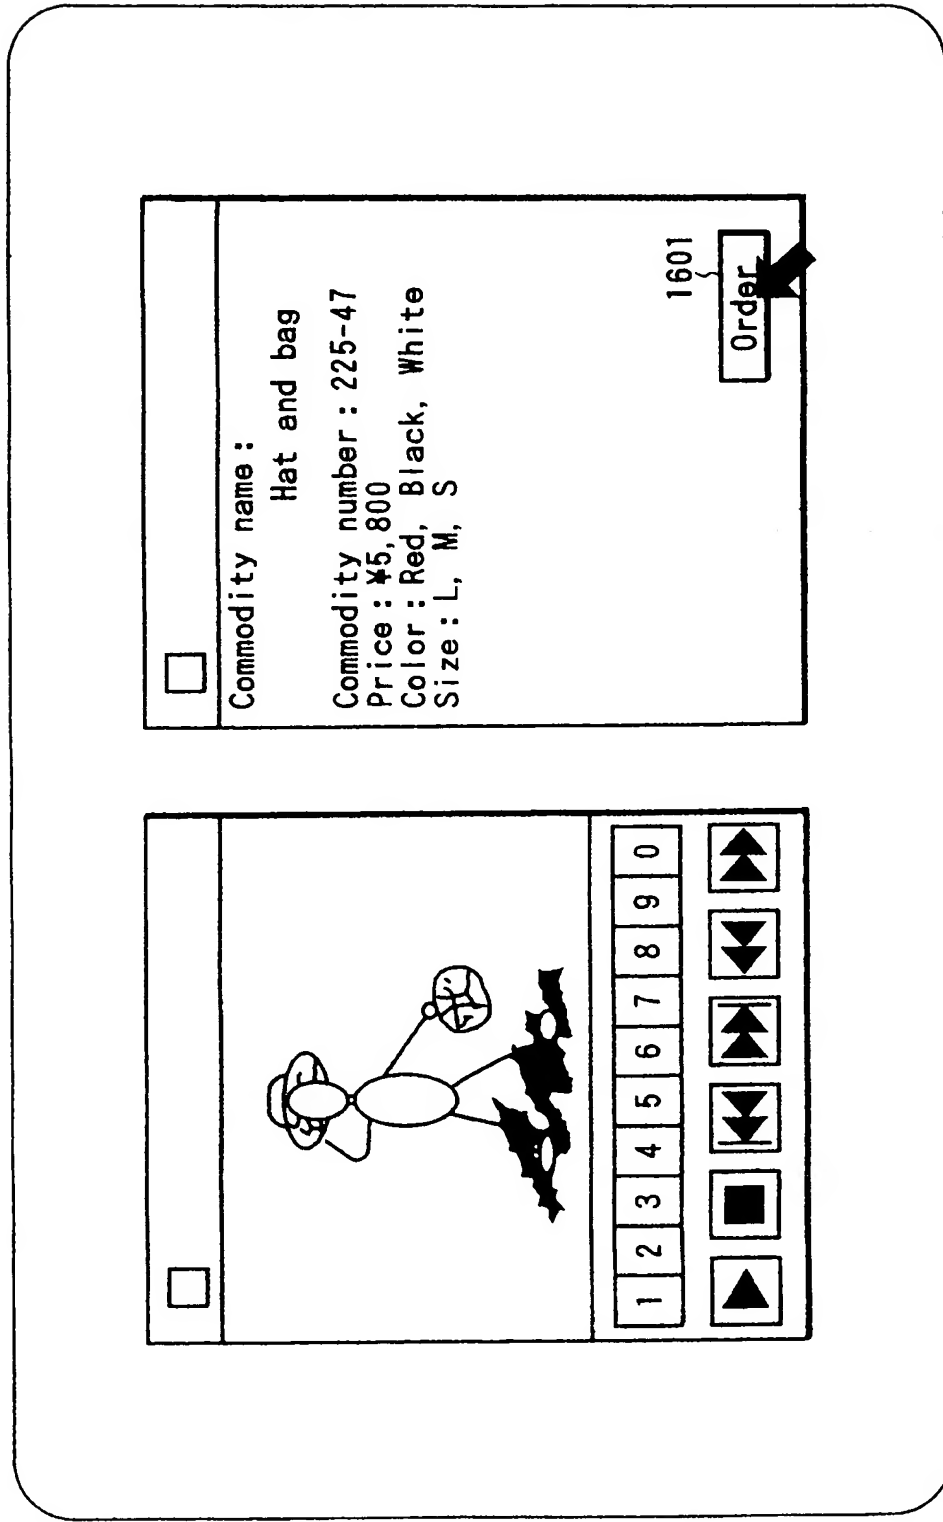 1 2 3 4 5 6 7 8 9 0
Commodity name:
Hat and bag
Commodity number: 225-47
Price: ¥5,800
Color: Red, Black, White
Size: L, M, S
1601
Order